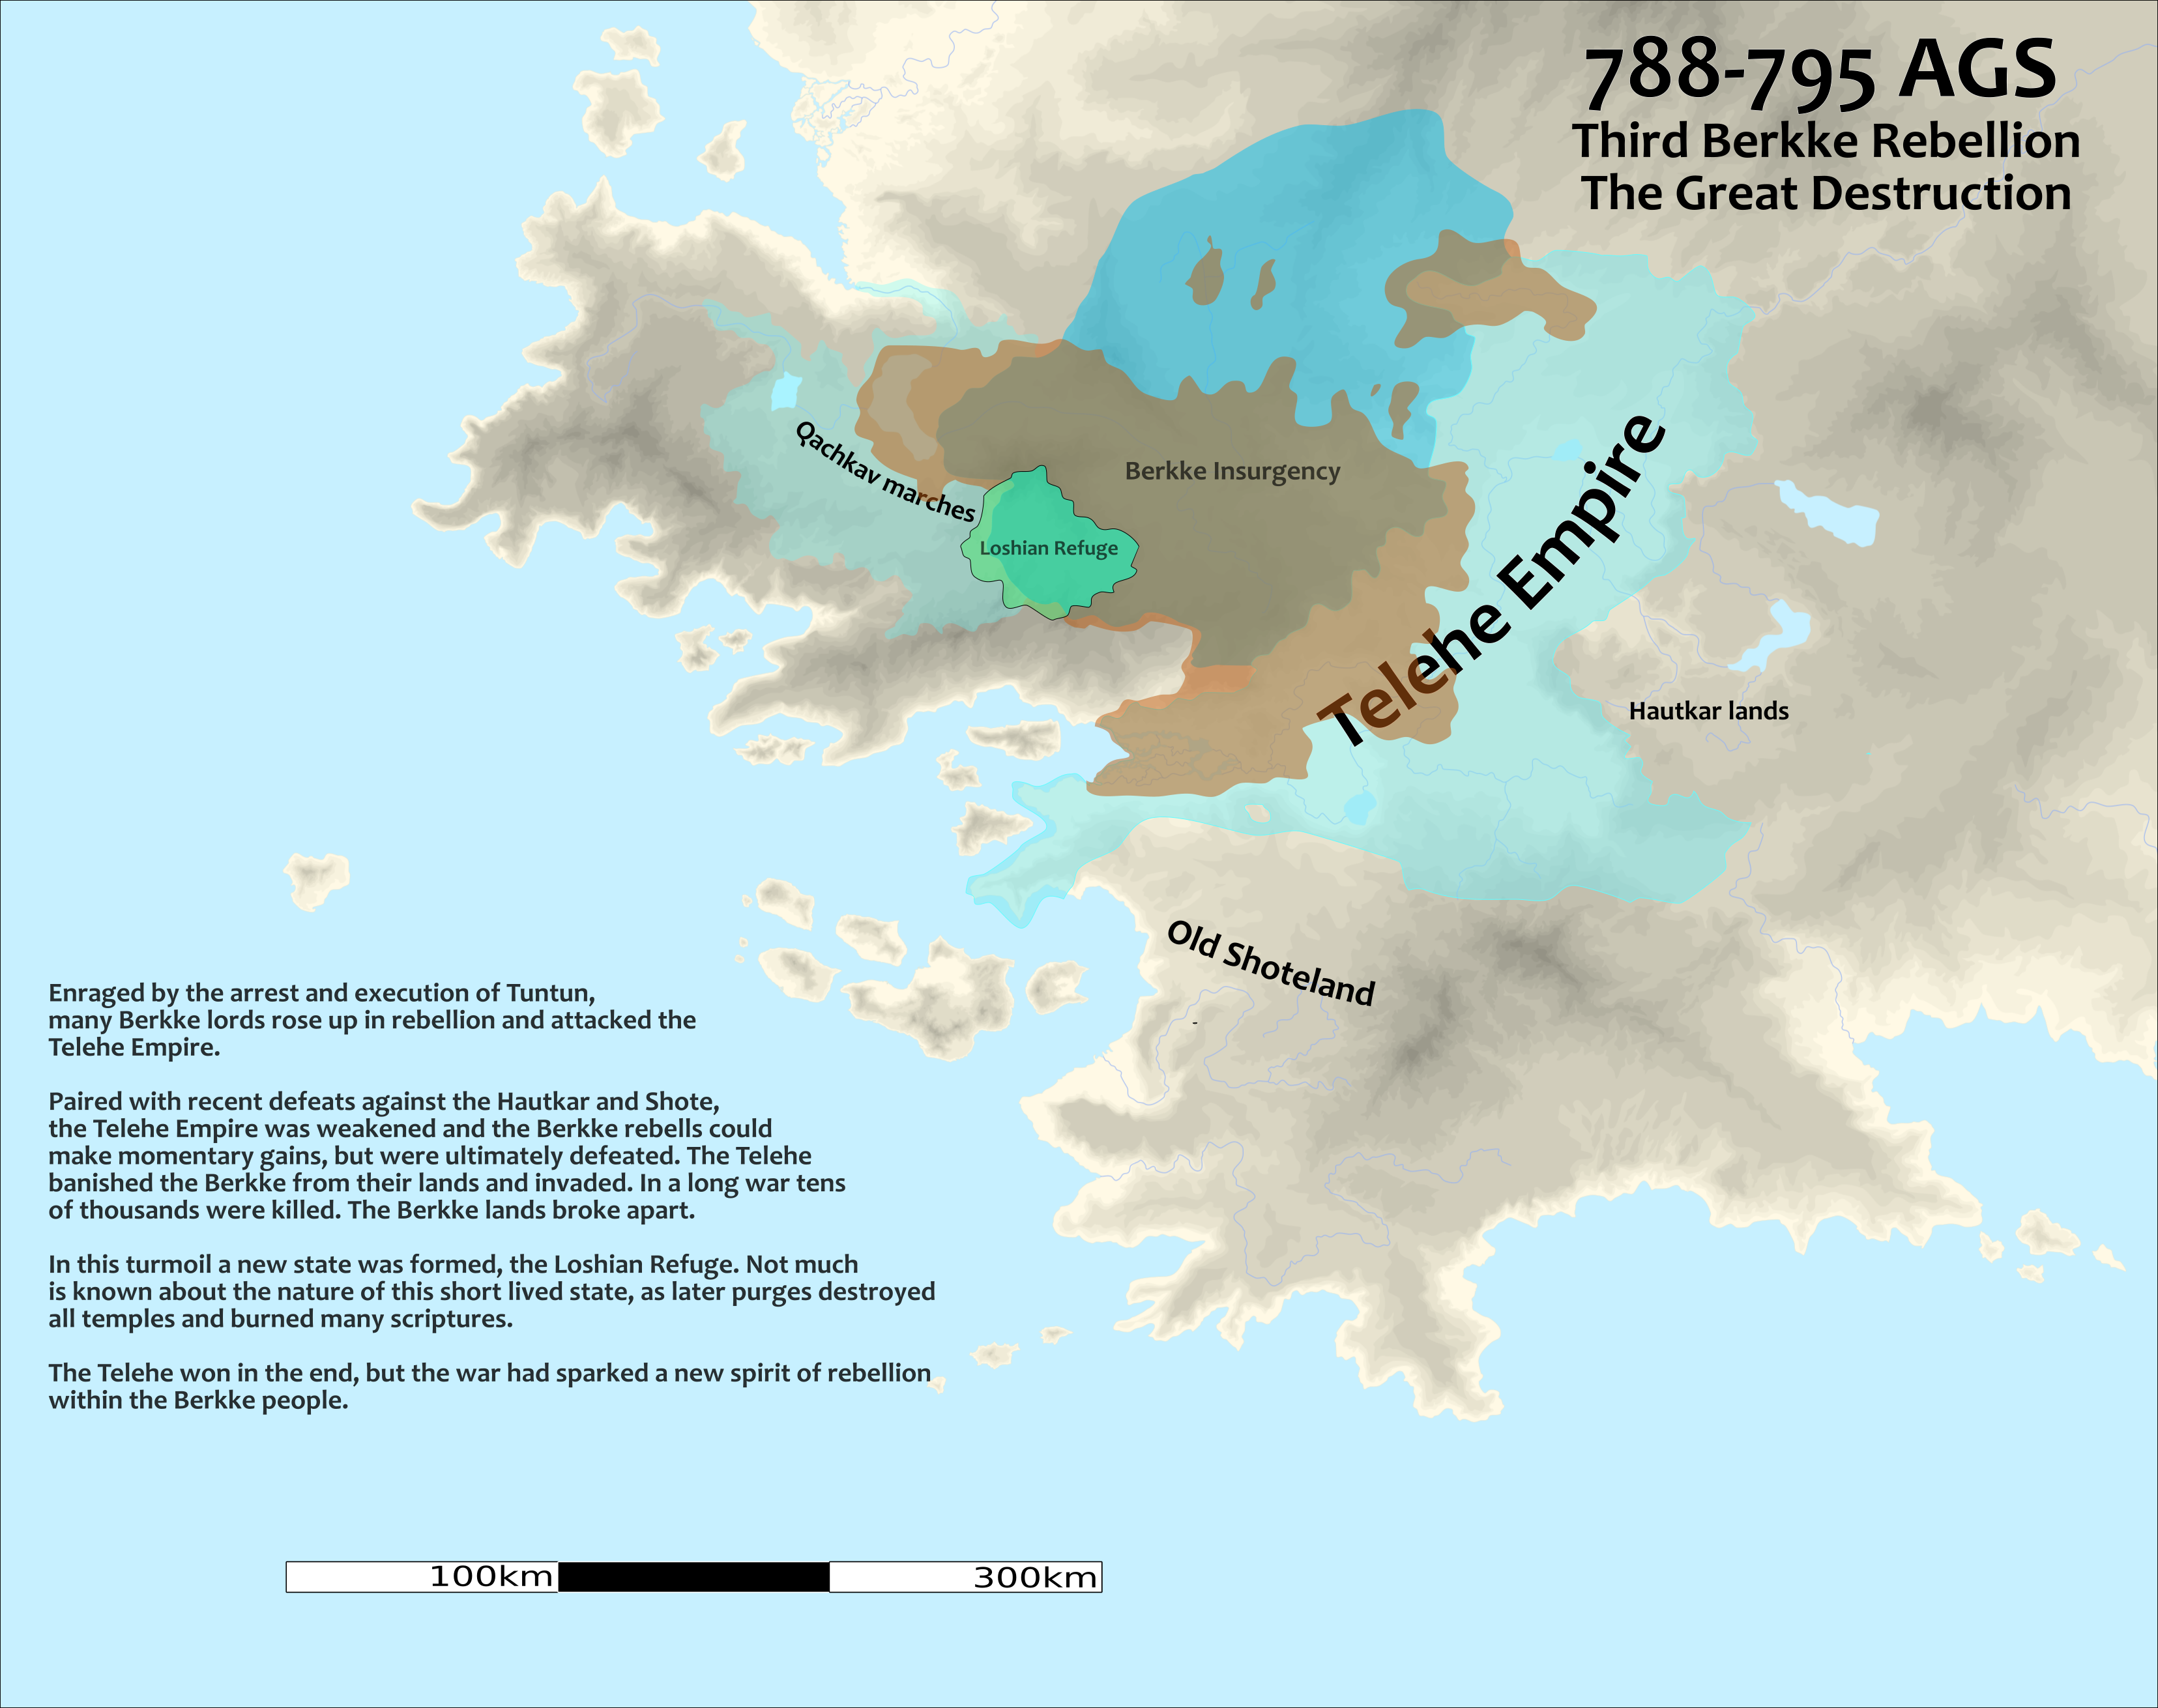 788-795 AGS
Third Berkke Rebellion
The Great Destruction
Qachkav marches
Berkke Insurgency
Loshian Refuge
Telehe Empire
Hautkar lands
Old Shoteland
-
Enraged by the arrest and execution of Tuntun,
many Berkke lords rose up in rebellion and attacked the
Telehe Empire.
Paired with recent defeats against the Hautkar and Shote,
the Telehe Empire was weakened and the Berkke rebells could
make momentary gains, but were ultimately defeated. The Telehe
banished the Berkke from their lands and invaded. In a long war tens
of thousands were killed. The Berkke lands broke apart.
In this turmoil a new state was formed, the Loshian Refuge. Not much
is known about the nature of this short lived state, as later purges destroyed
all temples and burned many scriptures.
The Telehe won in the end, but the war had sparked a new spirit of rebellion
within the Berkke people.
100km
300km